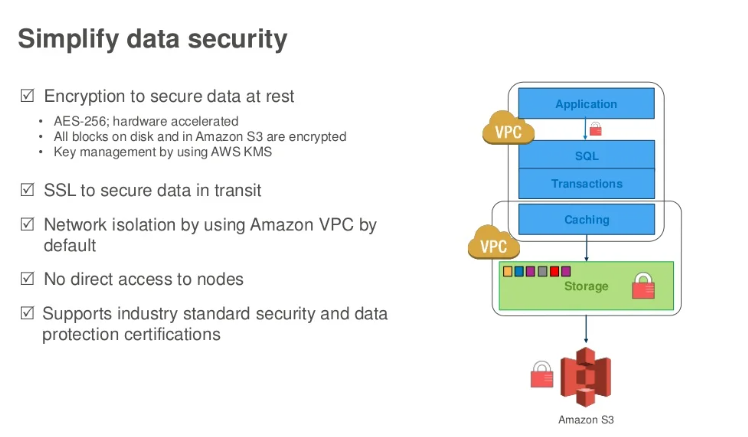 Simplify data security
Encryption to secure data at rest
AES-256; hardware accelerated
All blocks on disk and in Amazon S3 are encrypted
Key management by using AWS KMS
SSL to secure data in transit
Network isolation by using Amazon VPC by
default
No direct access to nodes
Supports industry standard security and data
protection certifications
Application
VPC
SQL
Transactions
Caching
VPC
Storage
Amazon S3